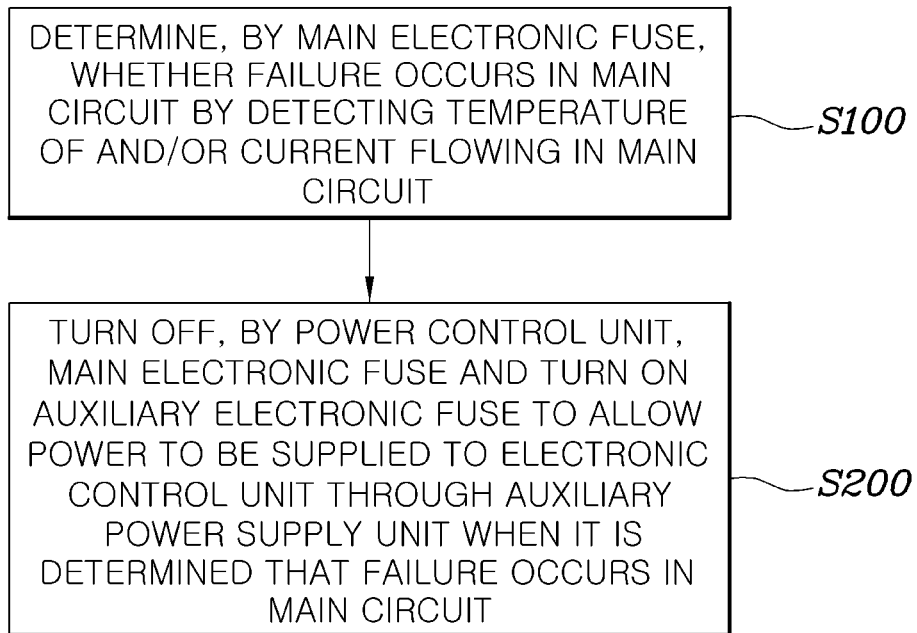 DETERMINE, BY MAIN ELECTRONIC FUSE,
WHETHER FAILURE OCCURS IN MAIN
CIRCUIT BY DETECTING TEMPERATURE
OF AND/OR CURRENT FLOWING IN MAIN
CIRCUIT
S100
TURN OFF, BY POWER CONTROL UNIT,
MAIN ELECTRONIC FUSE AND TURN ON
AUXILIARY ELECTRONIC FUSE TO ALLOW
POWER TO BE SUPPLIED TO ELECTRONIC
CONTROL UNIT THROUGH AUXILIARY
POWER SUPPLY UNIT WHEN IT IS
DETERMINED THAT FAILURE OCCURS IN
MAIN CIRCUIT
S200